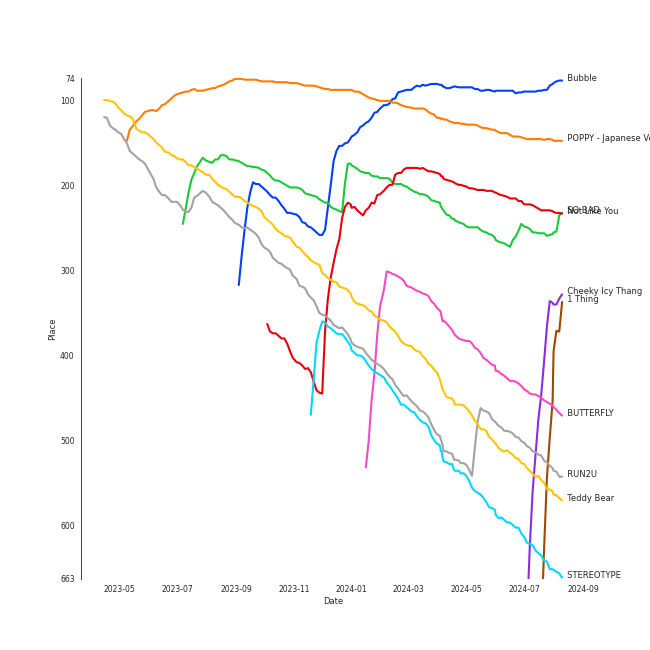 74
100
200
300
400
500
600
663
Place
2023-05
2023-07
2023-09
2023-11
2024-01
2024-03
2024-05
2024-07
2024-09
Date
Bubble
POPPY - Japanese Ve
Not Like You
Cheeky Icy Thang
1 Thing
BUTTERFLY
RUN2U
Teddy Bear
STEREOTYPE